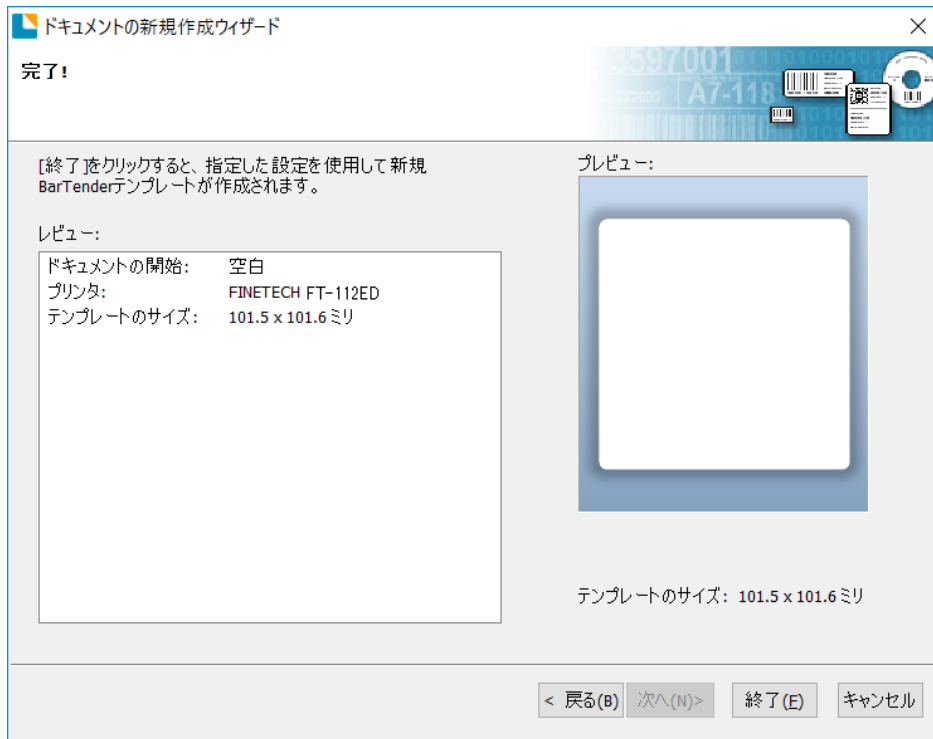 ドキュメントの新規作成ウィザード
完了!
3597001
A7-118
[終了]をクリックすると、指定した設定を使用して新規
BarTenderテンプレートが作成されます。
プレビュー:
レビュー:
ドキュメントの開始: 空白
プリンタ: FINETECH FT-112ED
テンプレートのサイズ: 101.5 x 101.6 ミリ
テンプレートのサイズ: 101.5 x 101.6 ミリ
< 戻る(B) 次へ(N)> 終了(F) キャンセル